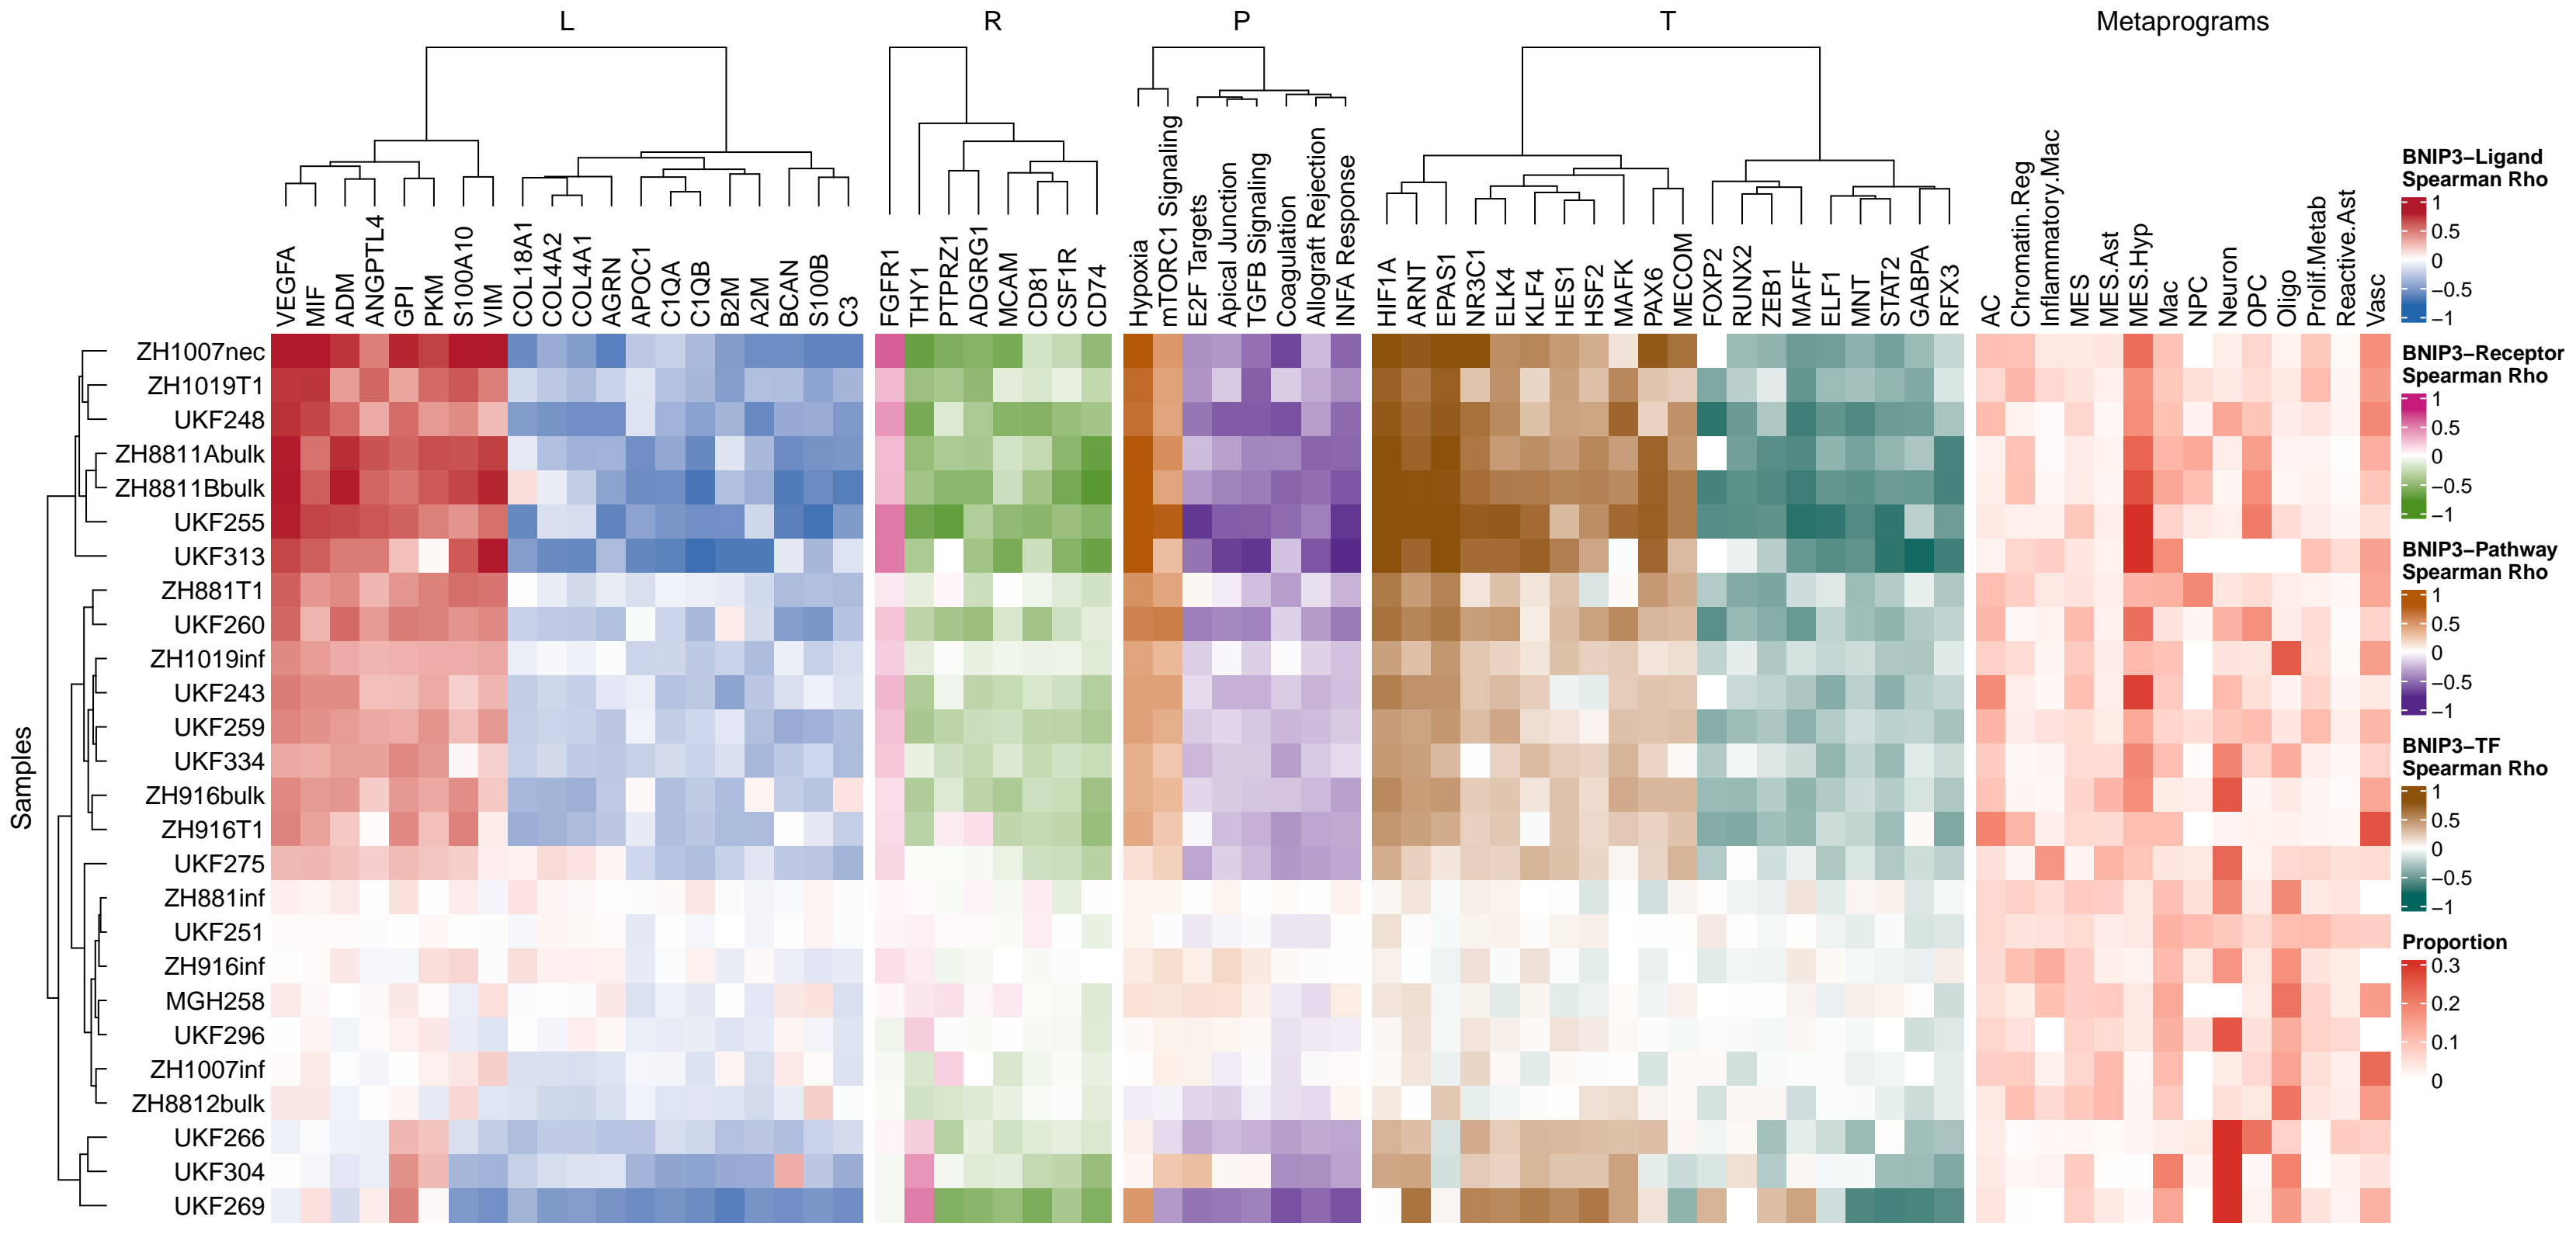 L
R
P
T
Metaprograms
VEGFA
MIF
ADM
ANGPTL4
GPI
PKM
S100A10
VIM
COL18A1
COL4A2
COL4A1
AGRN
APOC1
C1QA
C1QB
B2M
A2M
BCAN
S100B
C3
FGFR1
THY1
PTPRZ1
ADGRG1
MCAM
CD81
CSF1R
CD74
Hypoxia
mTORC1 Signaling
E2F Targets
Apical Junction
TGFB Signaling
Coagulation
Allograft Rejection
INFA Response
HIF1A
ARNT
EPAS1
NR3C1
ELK4
KLF4
HES1
HSF2
MAFK
PAX6
MECOM
FOXP2
RUNX2
ZEB1
MAFF
ELF1
MNT
STAT2
GABPA
RFX3
AC
Chromatin.Reg
Inflammatory.Mac
MES
MES.Ast
MES.Hyp
Mac
NPC
Neuron
OPC
Oligo
Prolif.Metab
Reactive.Ast
Vasc
Samples
ZH1007nec
ZH1019T1
UKF248
ZH8811Abulk
ZH8811Bbulk
UKF255
UKF313
ZH881T1
UKF260
ZH1019inf
UKF243
UKF259
UKF334
ZH916bulk
ZH916T1
UKF275
ZH881inf
UKF251
ZH916inf
MGH258
UKF296
ZH1007inf
ZH8812bulk
UKF266
UKF304
UKF269
BNIP3−Ligand
Spearman Rho
1
0.5
0
−0.5
−1
BNIP3−Receptor
Spearman Rho
1
0.5
0
−0.5
−1
BNIP3−Pathway
Spearman Rho
1
0.5
0
−0.5
−1
BNIP3−TF
Spearman Rho
1
0.5
0
−0.5
−1
Proportion
0.3
0.2
0.1
0